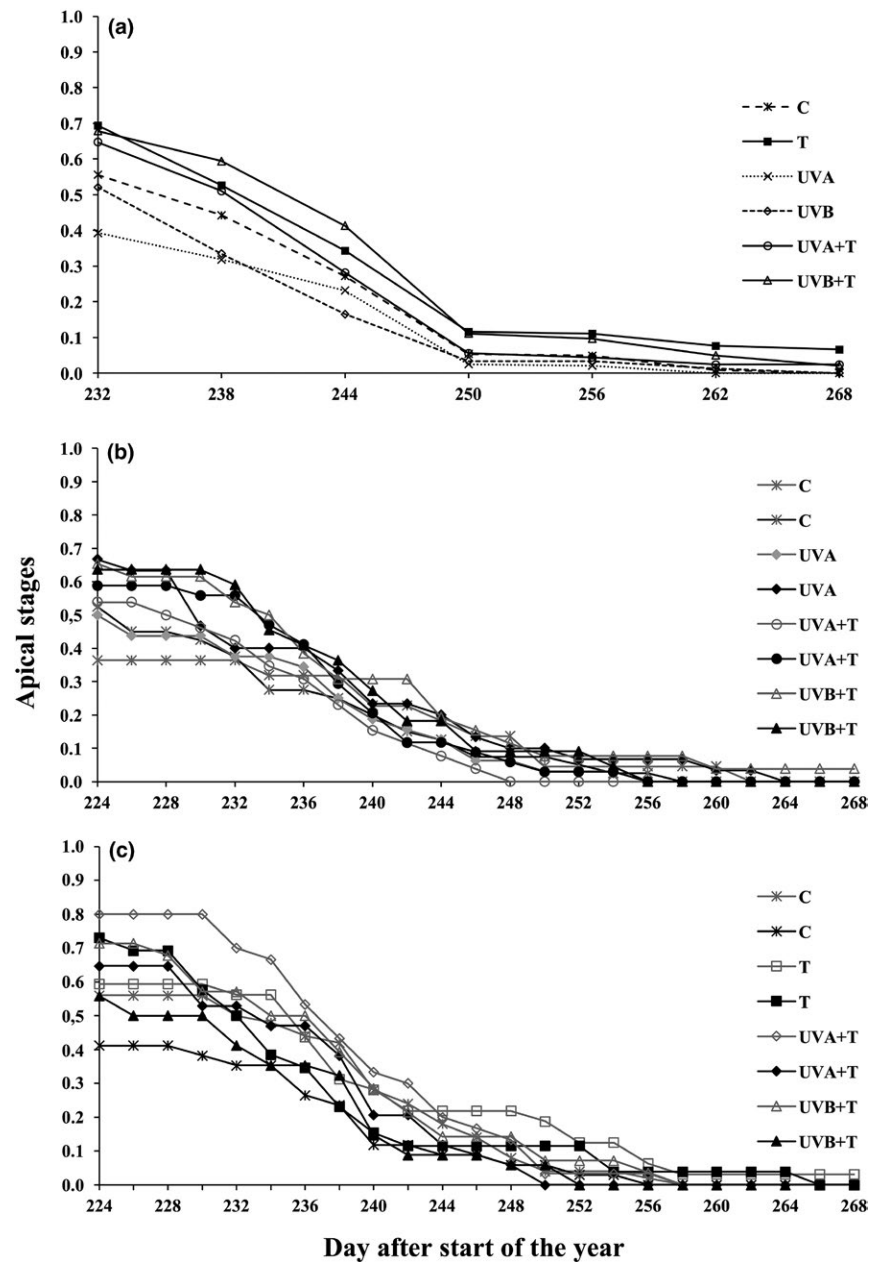 (a)
1.0
0.9
0.8
0.7
0.6
0.5
0.4
0.3
0.2
0.1
0.0
232 238 244 250 256 262 268
C
T
UVA
UVB
UVA+T
UVB+T
(b)
1.0
0.9
0.8
0.7
0.6
0.5
0.4
0.3
0.2
0.1
0.0
224 228 232 236 240 244 248 252 256 260 264 268
C
C
UVA
UVA
UVA+T
UVA+T
UVB+T
UVB+T
Apical stages
(c)
1.0
0.9
0.8
0.7
0.6
0.5
0.4
0.3
0.2
0.1
0.0
224 228 232 236 240 244 248 252 256 260 264 268
C
C
T
T
UVA+T
UVA+T
UVB+T
UVB+T
Day after start of the year